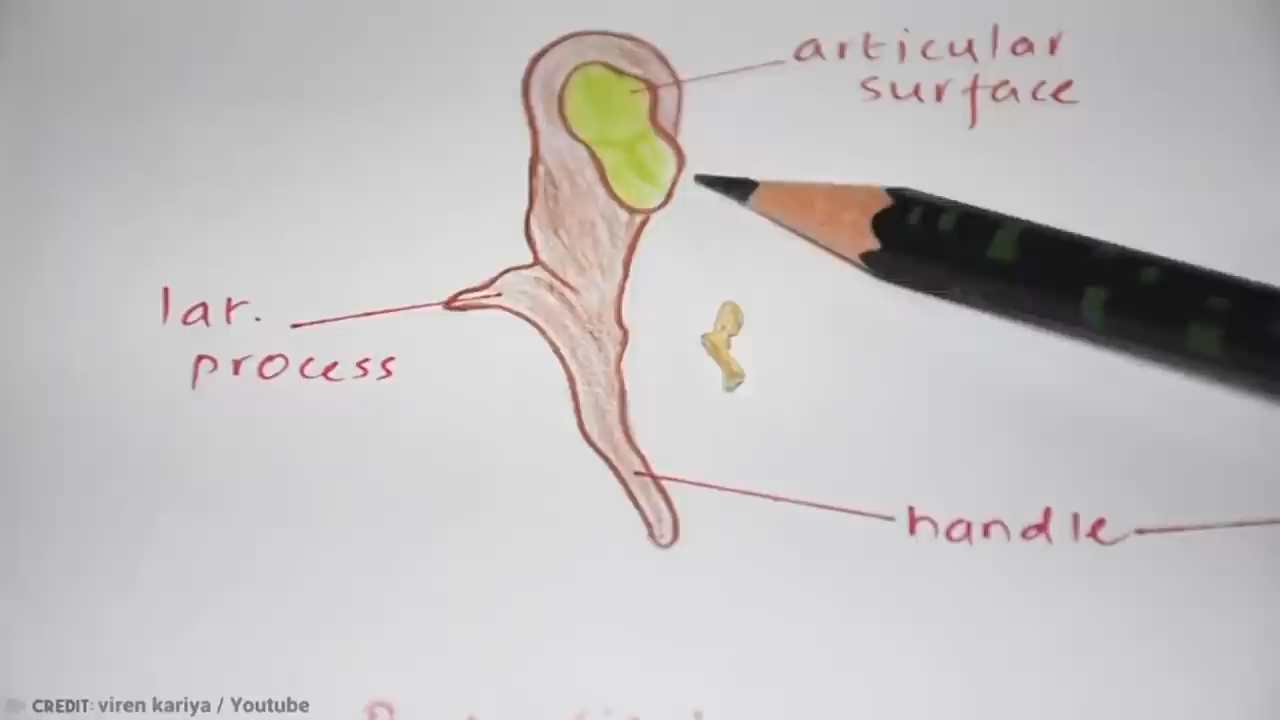 articular
surface
lar.
process
handle
CREDIT: viren kariya / Youtube